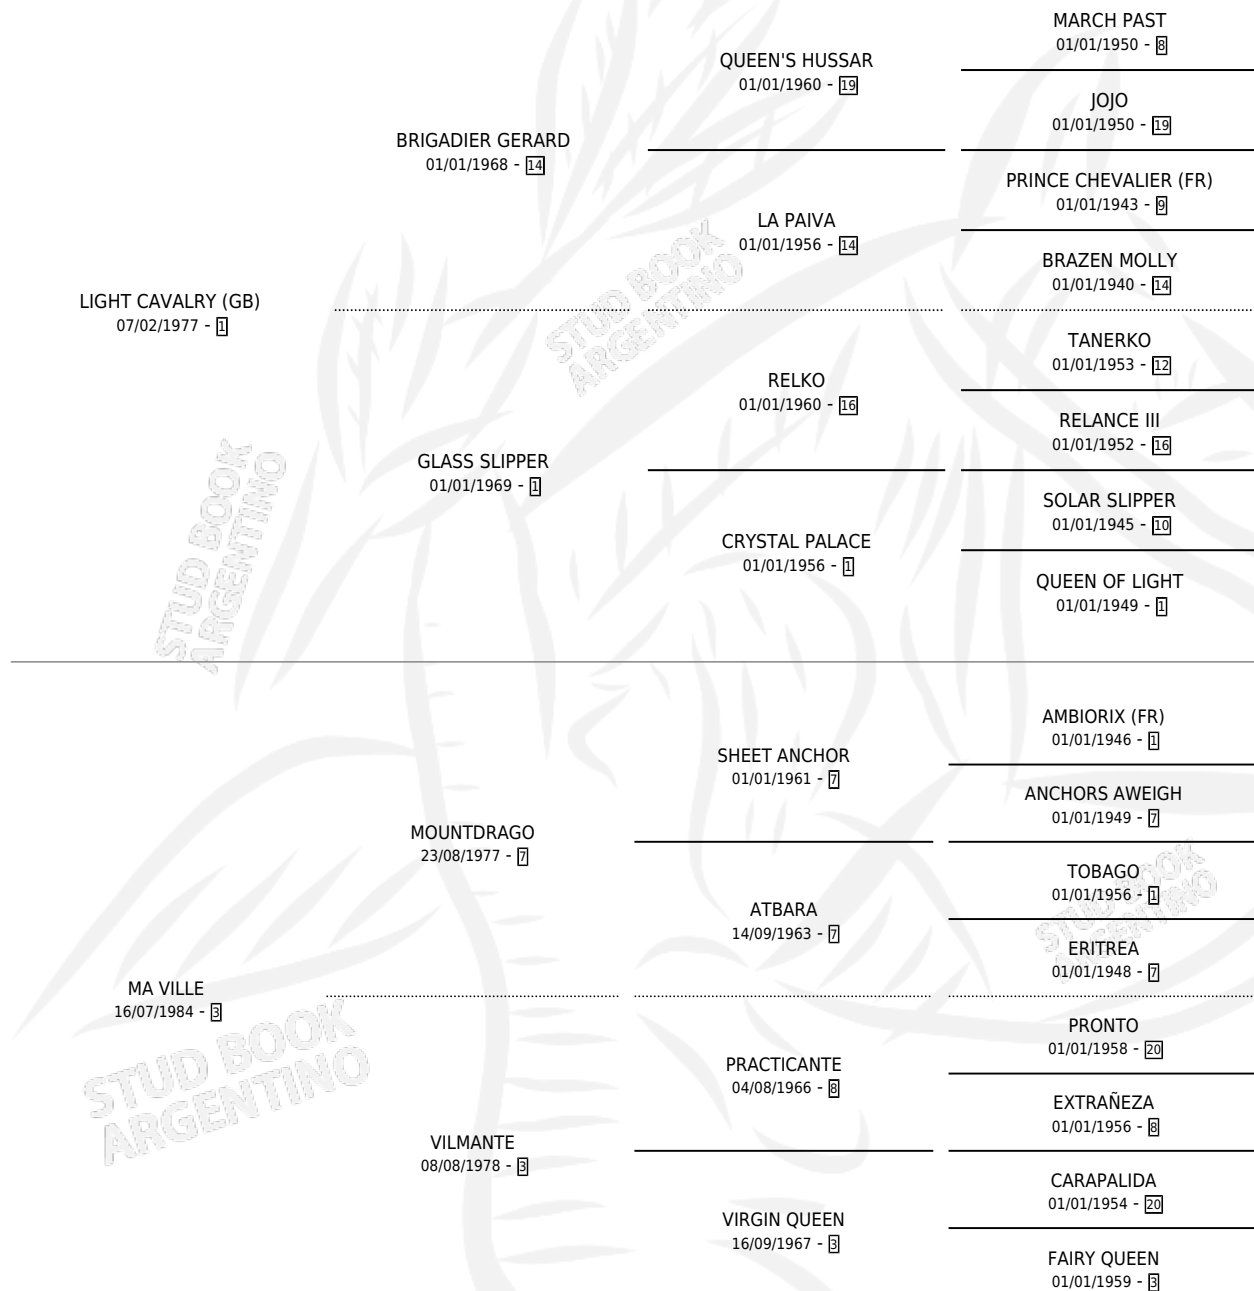 MARCH PAST
01/01/1950 - 8
QUEEN'S HUSSAR
01/01/1960 - 19
JOJO
01/01/1950 - 19
BRIGADIER GERARD
01/01/1968 - 14
PRINCE CHEVALIER (FR)
01/01/1943 - 9
LA PAIVA
01/01/1956 - 14
BRAZEN MOLLY
01/01/1940 - 14
LIGHT CAVALRY (GB)
07/02/1977 - 1
TANERKO
01/01/1953 - 12
RELKO
01/01/1960 - 16
RELANCE III
01/01/1952 - 16
GLASS SLIPPER
01/01/1969 - 1
SOLAR SLIPPER
01/01/1945 - 10
CRYSTAL PALACE
01/01/1956 - 1
QUEEN OF LIGHT
01/01/1949 - 1
AMBIORIX (FR)
01/01/1946 - 1
SHEET ANCHOR
01/01/1961 - 7
ANCHORS AWEIGH
01/01/1949 - 7
MOUNTDRAGO
23/08/1977 - 7
TOBAGO
01/01/1956 - 1
ATBARA
14/09/1963 - 7
ERITREA
01/01/1948 - 7
MA VILLE
16/07/1984 - 3
PRONTO
01/01/1958 - 20
PRACTICANTE
04/08/1966 - 8
EXTRAÑEZA
01/01/1956 - 8
VILMANTE
08/08/1978 - 3
CARAPALIDA
01/01/1954 - 20
VIRGIN QUEEN
16/09/1967 - 3
FAIRY QUEEN
01/01/1959 - 3
STUD BOOK
ARGENTINO
STUD BOOK
ARGENTINO
STUD BOOK
ARGENTINO
STUD BOOK
ARGENTINO